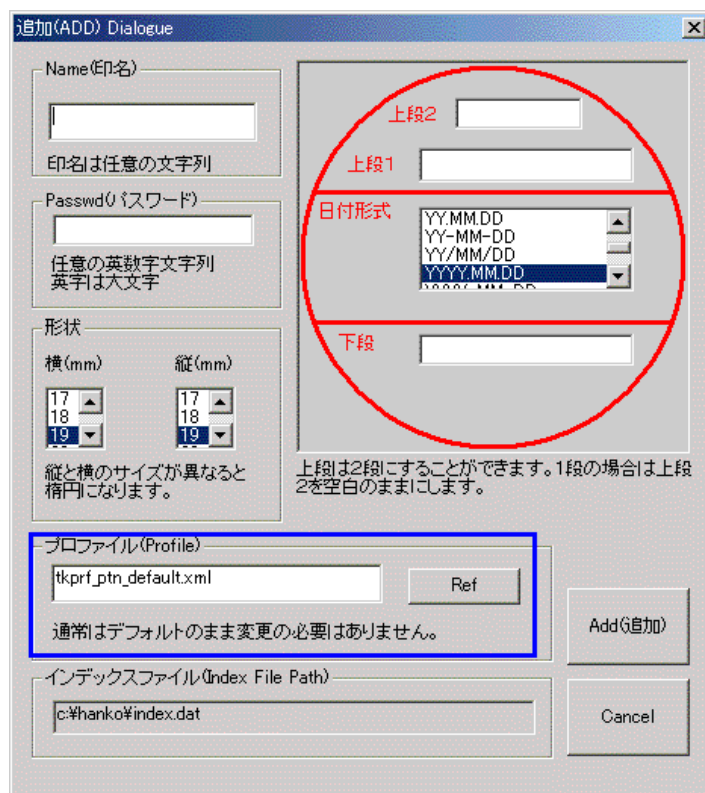 追加(ADD) Dialogue
Name(印名)
印名は任意の文字列
Passwd(パスワード)
任意の英数字文字列
英字は大文字
形状
横(mm)
縦(mm)
17
18
19
17
18
19
縦と横のサイズが異なると
楕円になります。
上段2
上段1
日付形式
YY.MM.DD
YY-MM-DD
YY/MM/DD
YYYY.MM.DD
下段
上段は2段にすることができます。1段の場合は上段
2を空白のままにします。
プロファイル(Profile)
tkprf_ptn_default.xml
Ref
通常はデフォルトのまま変更の必要はありません。
インデックスファイル(Index File Path)
c:¥hanko¥index.dat
Add(追加)
Cancel